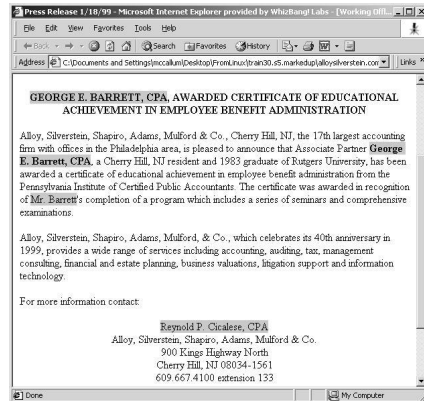 Press Release 1/18/99 - Microsoft Internet Explorer provided by WhizBang! Labs - [Working Offl...
File Edit View Favorites Tools Help
Back Search Favorites History
Address C:\Documents and Settings\mccallum\Desktop\FromLinux\train30.s5.markedup\alloysilverstein.com Links »
GEORGE E. BARRETT, CPA, AWARDED CERTIFICATE OF EDUCATIONAL
ACHIEVEMENT IN EMPLOYEE BENEFIT ADMINISTRATION
Alloy, Silverstein, Shapiro, Adams, Mulford & Co., Cherry Hill, NJ, the 17th largest accounting
firm with offices in the Philadelphia area, is pleased to announce that Associate Partner George
E. Barrett, CPA, a Cherry Hill, NJ resident and 1983 graduate of Rutgers University, has been
awarded a certificate of educational achievement in employee benefit administration from the
Pennsylvania Institute of Certified Public Accountants. The certificate was awarded in recognition
of Mr. Barrett's completion of a program which includes a series of seminars and comprehensive
examinations.
Alloy, Silverstein, Shapiro, Adams, Mulford, & Co., which celebrates its 40th anniversary in
1999, provides a wide range of services including accounting, auditing, tax, management
consulting, financial and estate planning, business valuations, litigation support and information
technology.
For more information contact:
Reynold P. Cicalese, CPA
Alloy, Silverstein, Shapiro, Adams, Mulford & Co.
900 Kings Highway North
Cherry Hill, NJ 08034-1561
609.667.4100 extension 133
Done My Computer